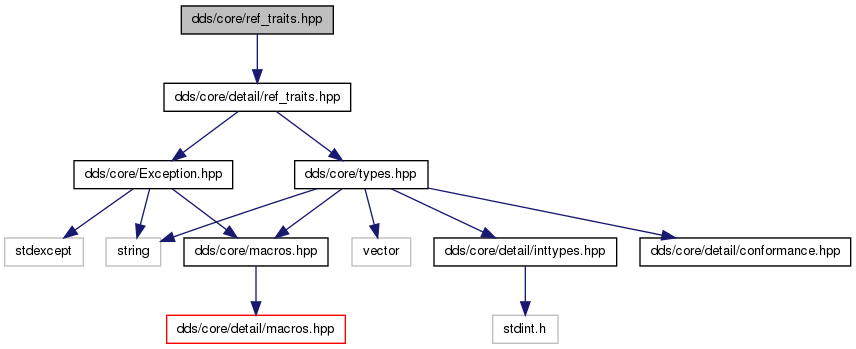 dds/core/ref_traits.hpp
dds/core/detail/ref_traits.hpp
dds/core/Exception.hpp
dds/core/types.hpp
stdexcept
string
dds/core/macros.hpp
vector
dds/core/detail/inttypes.hpp
dds/core/detail/conformance.hpp
dds/core/detail/macros.hpp
stdint.h